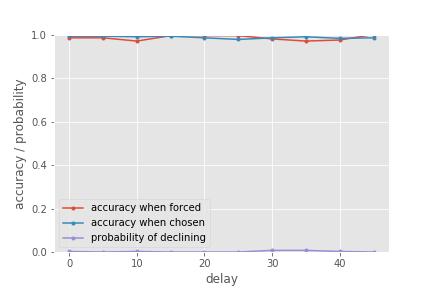 1.0
0.8
0.6
0.4
0.2
0.0
accuracy / probability
accuracy when forced
accuracy when chosen
probability of declining
0 10 20 30 40
delay